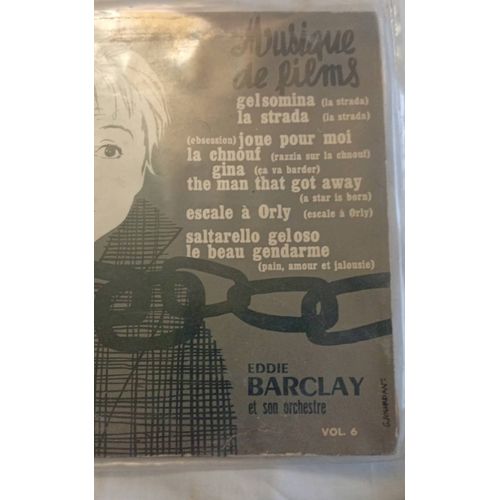 Musique
de films
gelsomina (la strada)
la strada (la strada)
(obsession) joue pour moi
la chnouf (razzia sur la chnouf)
gina (ça va barder)
the man that got away
(a star is born)
escale à Orly (escale à Orly)
saltarello geloso
le beau gendarme
(pain, amour et jalousie)
EDDIE
BARCLAY
et son orchestre
VOL. 6
G. JOURDAN